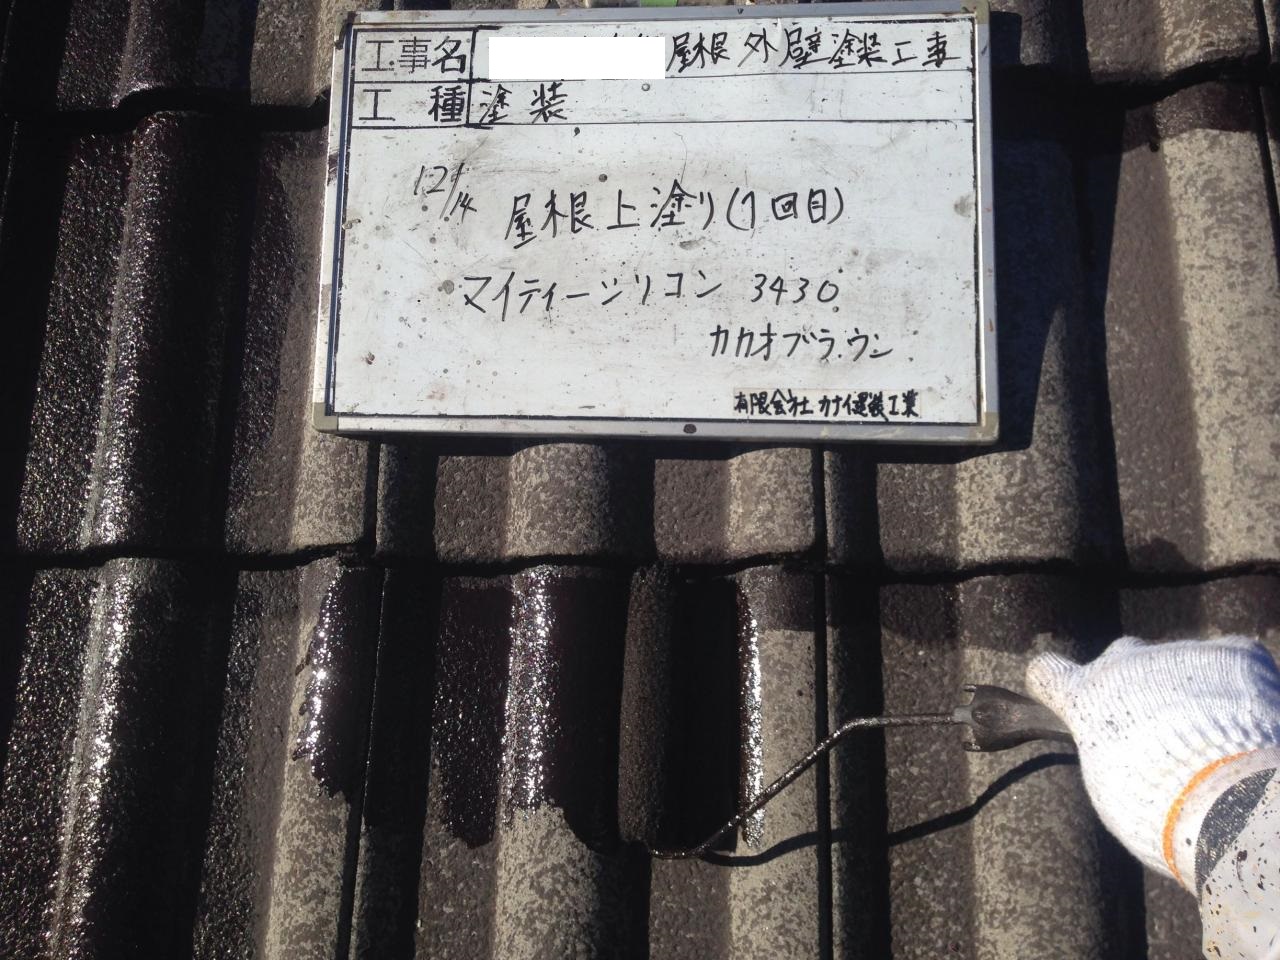 工事名 屋根外壁塗装工事
工種 塗装
12/14 屋根上塗り(1回目)
マイティーシリコン 3430
カカオブラウン
有限会社カナイ建装工業